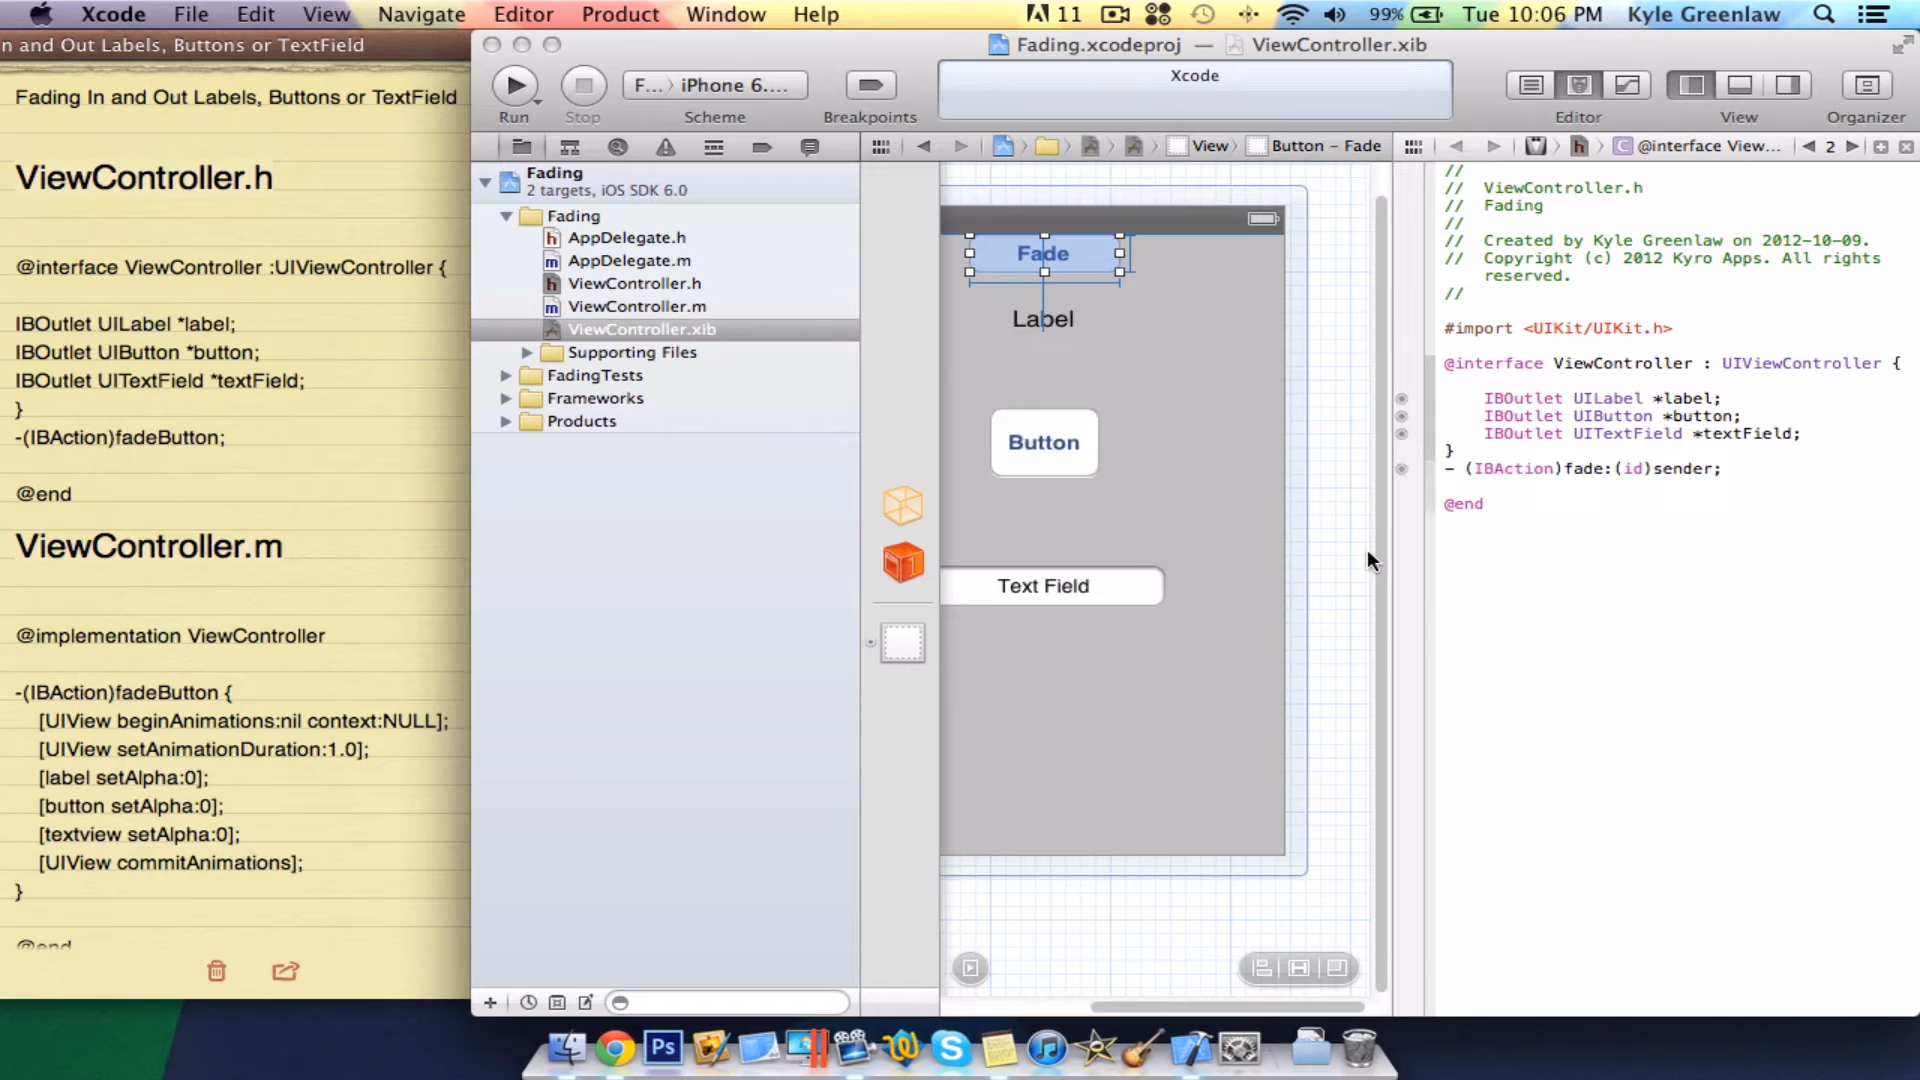 Xcode File Edit View Navigate Editor Product Window Help 11 99% Tue 10:06 PM Kyle Greenlaw
n and Out Labels, Buttons or TextField
Fading In and Out Labels, Buttons or TextField
ViewController.h
@interface ViewController :UIViewController {
IBOutlet UILabel *label;
IBOutlet UIButton *button;
IBOutlet UITextField *textField;
}
-(IBAction)fadeButton;
@end
ViewController.m
@implementation ViewController
-(IBAction)fadeButton {
[UIView beginAnimations:nil context:NULL];
[UIView setAnimationDuration:1.0];
[label setAlpha:0];
[button setAlpha:0];
[textview setAlpha:0];
[UIView commitAnimations];
}
@end
Fading.xcodeproj — ViewController.xib
F... iPhone 6....
Xcode
Run Stop Scheme Breakpoints Editor View Organizer
View Button - Fade
@interface View... 2
Fading
2 targets, iOS SDK 6.0
Fading
h AppDelegate.h
m AppDelegate.m
h ViewController.h
m ViewController.m
ViewController.xib
Supporting Files
FadingTests
Frameworks
Products
Fade
Label
Button
Text Field
//
// ViewController.h
// Fading
//
// Created by Kyle Greenlaw on 2012-10-09.
// Copyright (c) 2012 Kyro Apps. All rights
reserved.
//
#import <UIKit/UIKit.h>
@interface ViewController : UIViewController {
IBOutlet UILabel *label;
IBOutlet UIButton *button;
IBOutlet UITextField *textField;
}
- (IBAction)fade:(id)sender;
@end
Ps